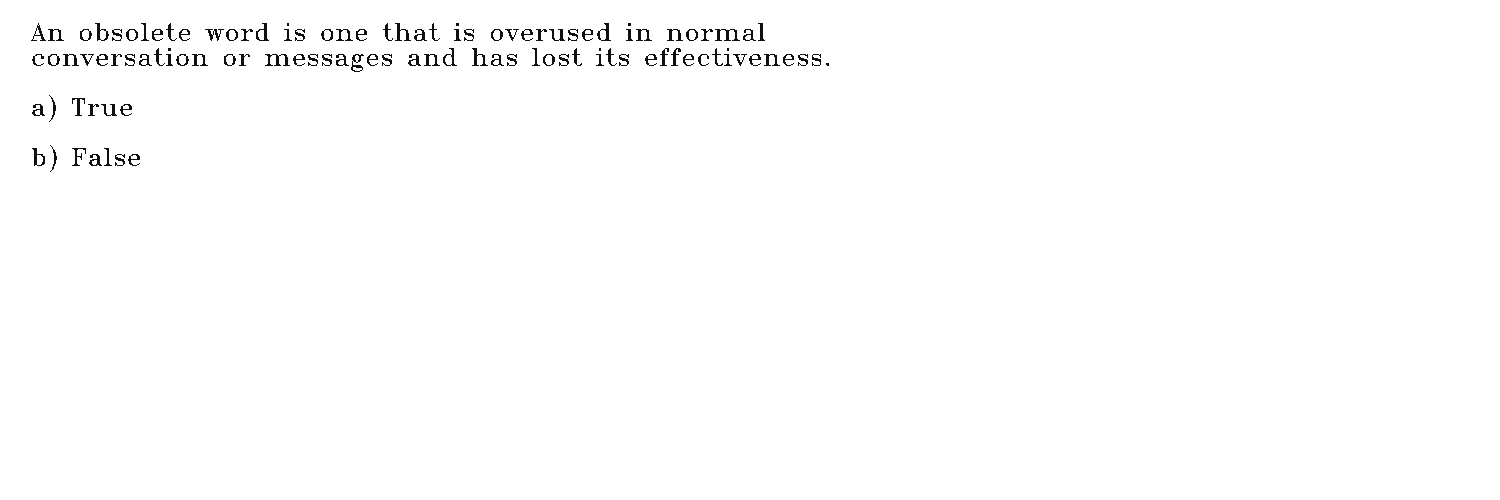 An obsolete word is one that is overused in normal
conversation or messages and has lost its effectiveness.
a) True
b) False